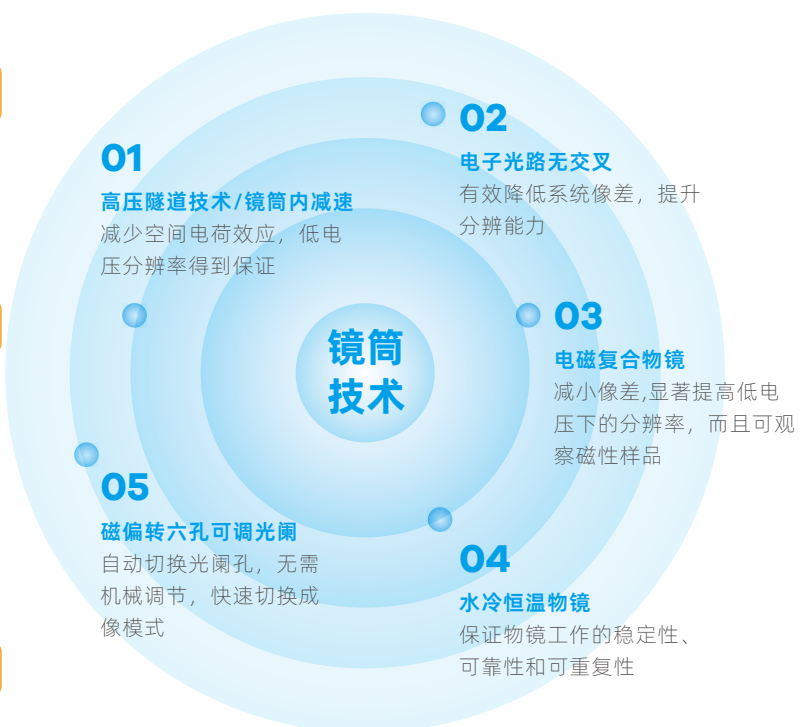 01
高压隧道技术/镜筒内减速
减少空间电荷效应，低电
压分辨率得到保证
02
电子光路无交叉
有效降低系统像差，提升
分辨能力
镜筒
技术
03
电磁复合物镜
减小像差,显著提高低电
压下的分辨率，而且可观
察磁性样品
05
磁偏转六孔可调光阑
自动切换光阑孔，无需
机械调节，快速切换成
像模式
04
水冷恒温物镜
保证物镜工作的稳定性、
可靠性和可重复性